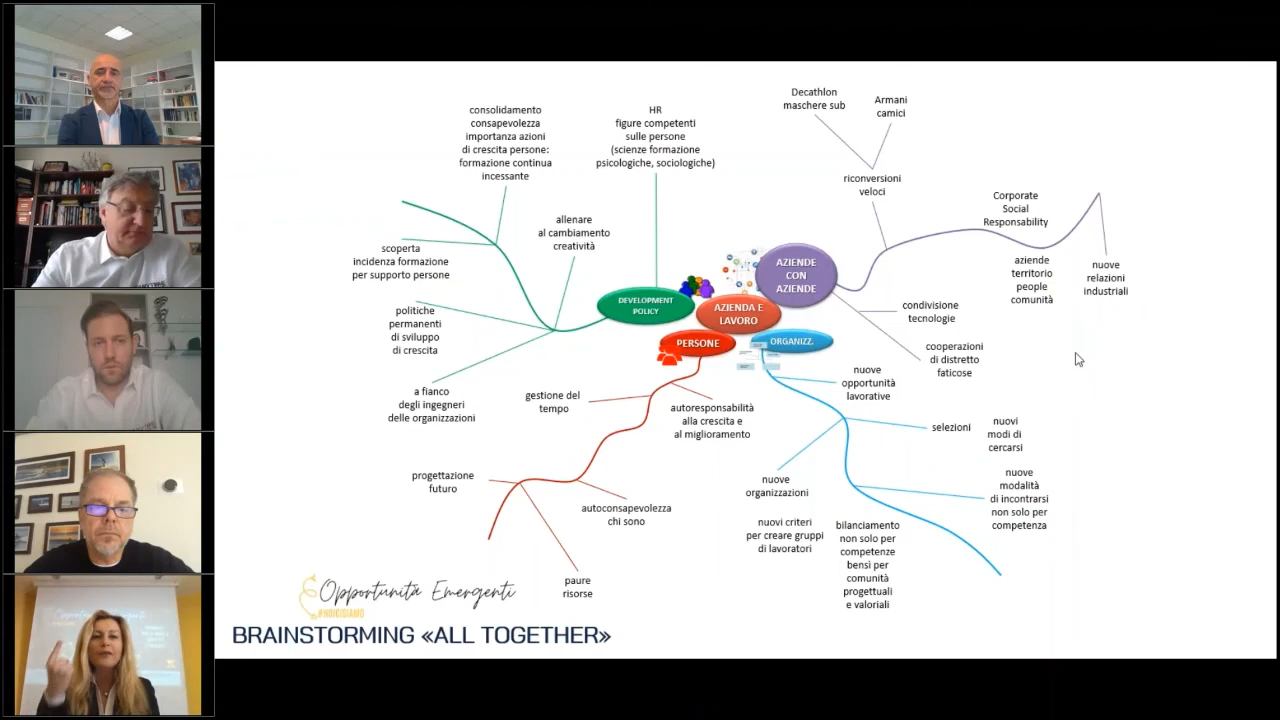 consolidamento
consapevolezza
importanza azioni
di crescita persone:
formazione continua
incessante
HR
figure competenti
sulle persone
(scienze formazione
psicologiche, sociologiche)
Decathlon
maschere sub
Armani
camici
riconversioni
veloci
Corporate
Social
Responsability
allenare
al cambiamento
creatività
scoperta
incidenza formazione
per supporto persone
AZIENDE
CON
AZIENDE
aziende
territorio
people
comunità
nuove
relazioni
industriali
DEVELOPMENT
POLICY
AZIENDA E
LAVORO
condivisione
tecnologie
politiche
permanenti
di sviluppo
di crescita
PERSONE
ORGANIZZ.
cooperazioni
di distretto
faticose
nuove
opportunità
lavorative
a fianco
degli ingegneri
delle organizzazioni
gestione del
tempo
autoresponsabilità
alla crescita e
al miglioramento
selezioni
nuovi
modi di
cercarsi
progettazione
futuro
nuove
organizzazioni
nuove
modalità
di incontrarsi
non solo per
competenza
autoconsapevolezza
chi sono
nuovi criteri
per creare gruppi
di lavoratori
bilanciamento
non solo per
competenze
bensì per
comunità
progettuali
e valoriali
paure
risorse
Opportunità Emergenti
#NOICISIAMO
BRAINSTORMING «ALL TOGETHER»